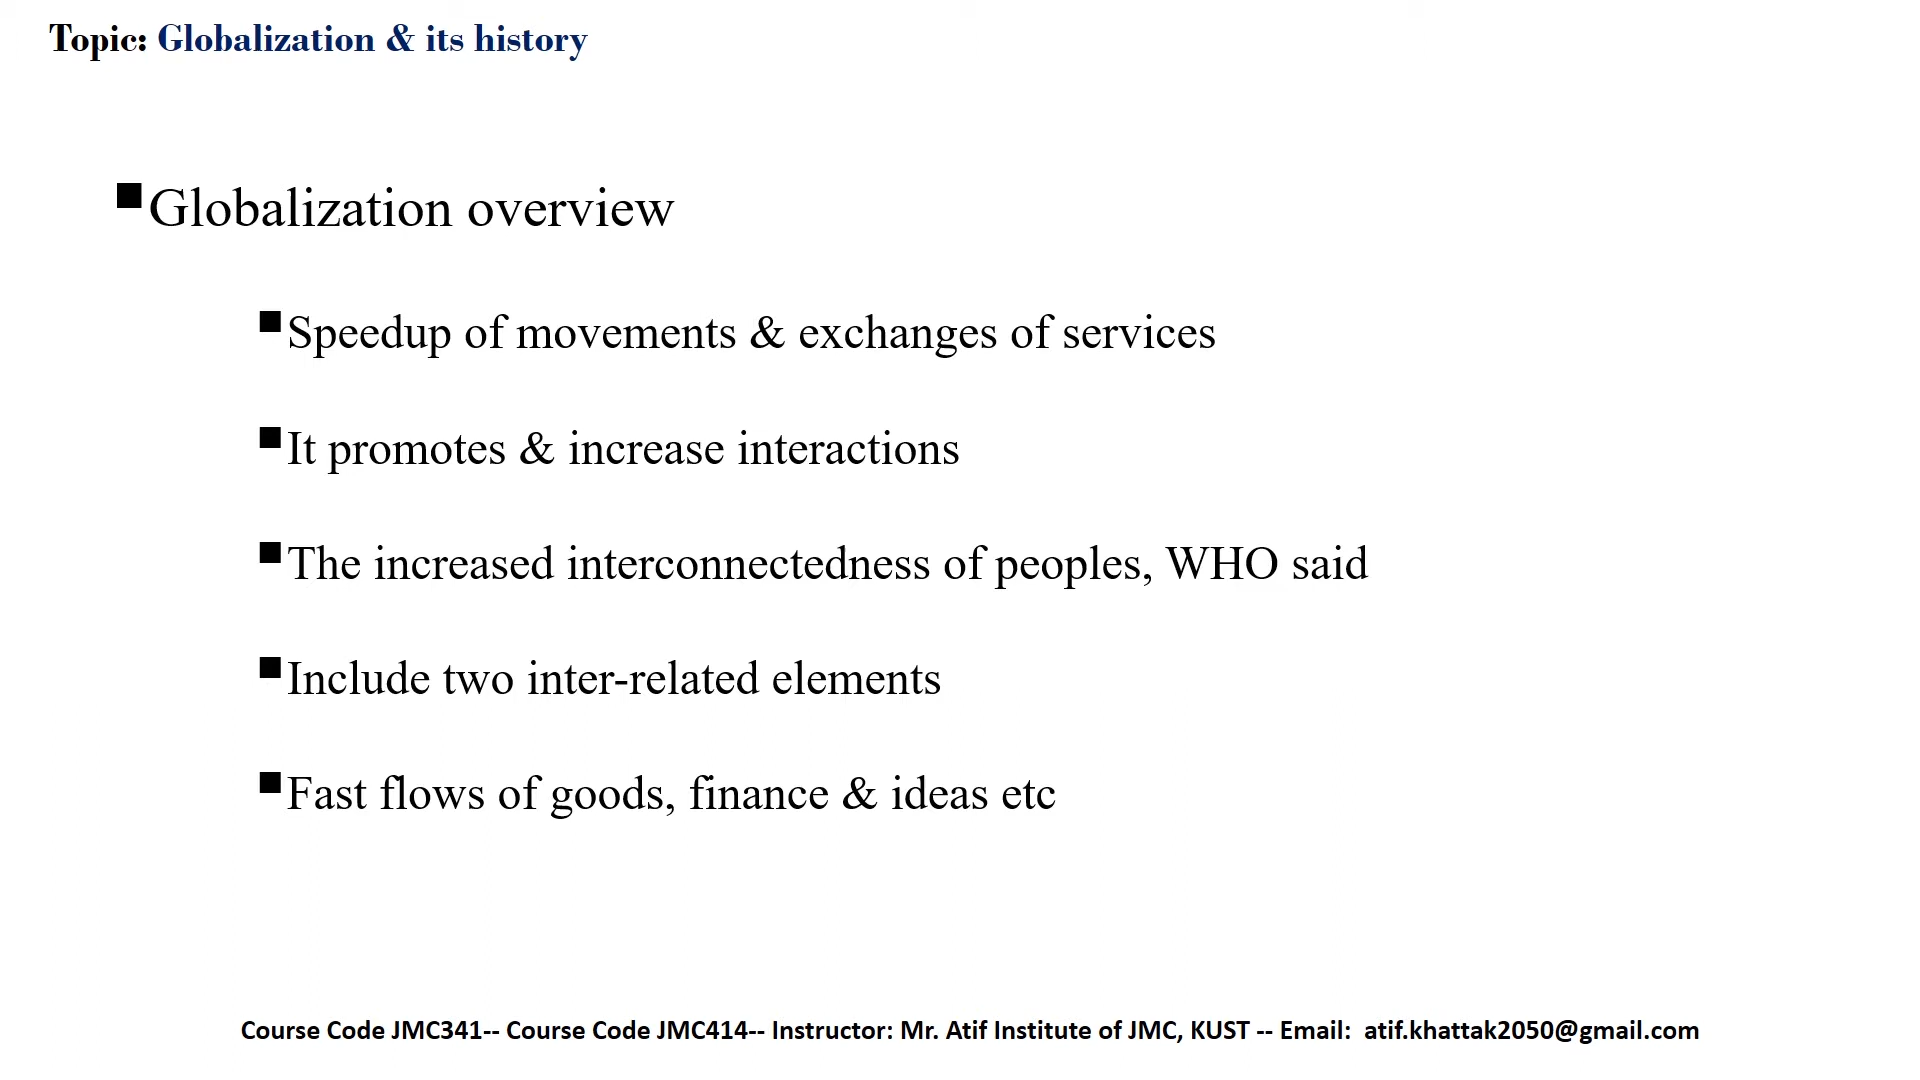 Topic: Globalization & its history
▪Globalization overview
▪Speedup of movements & exchanges of services
▪It promotes & increase interactions
▪The increased interconnectedness of peoples, WHO said
▪Include two inter-related elements
▪Fast flows of goods, finance & ideas etc
Course Code JMC341-- Course Code JMC414-- Instructor: Mr. Atif Institute of JMC, KUST -- Email: atif.khattak2050@gmail.com